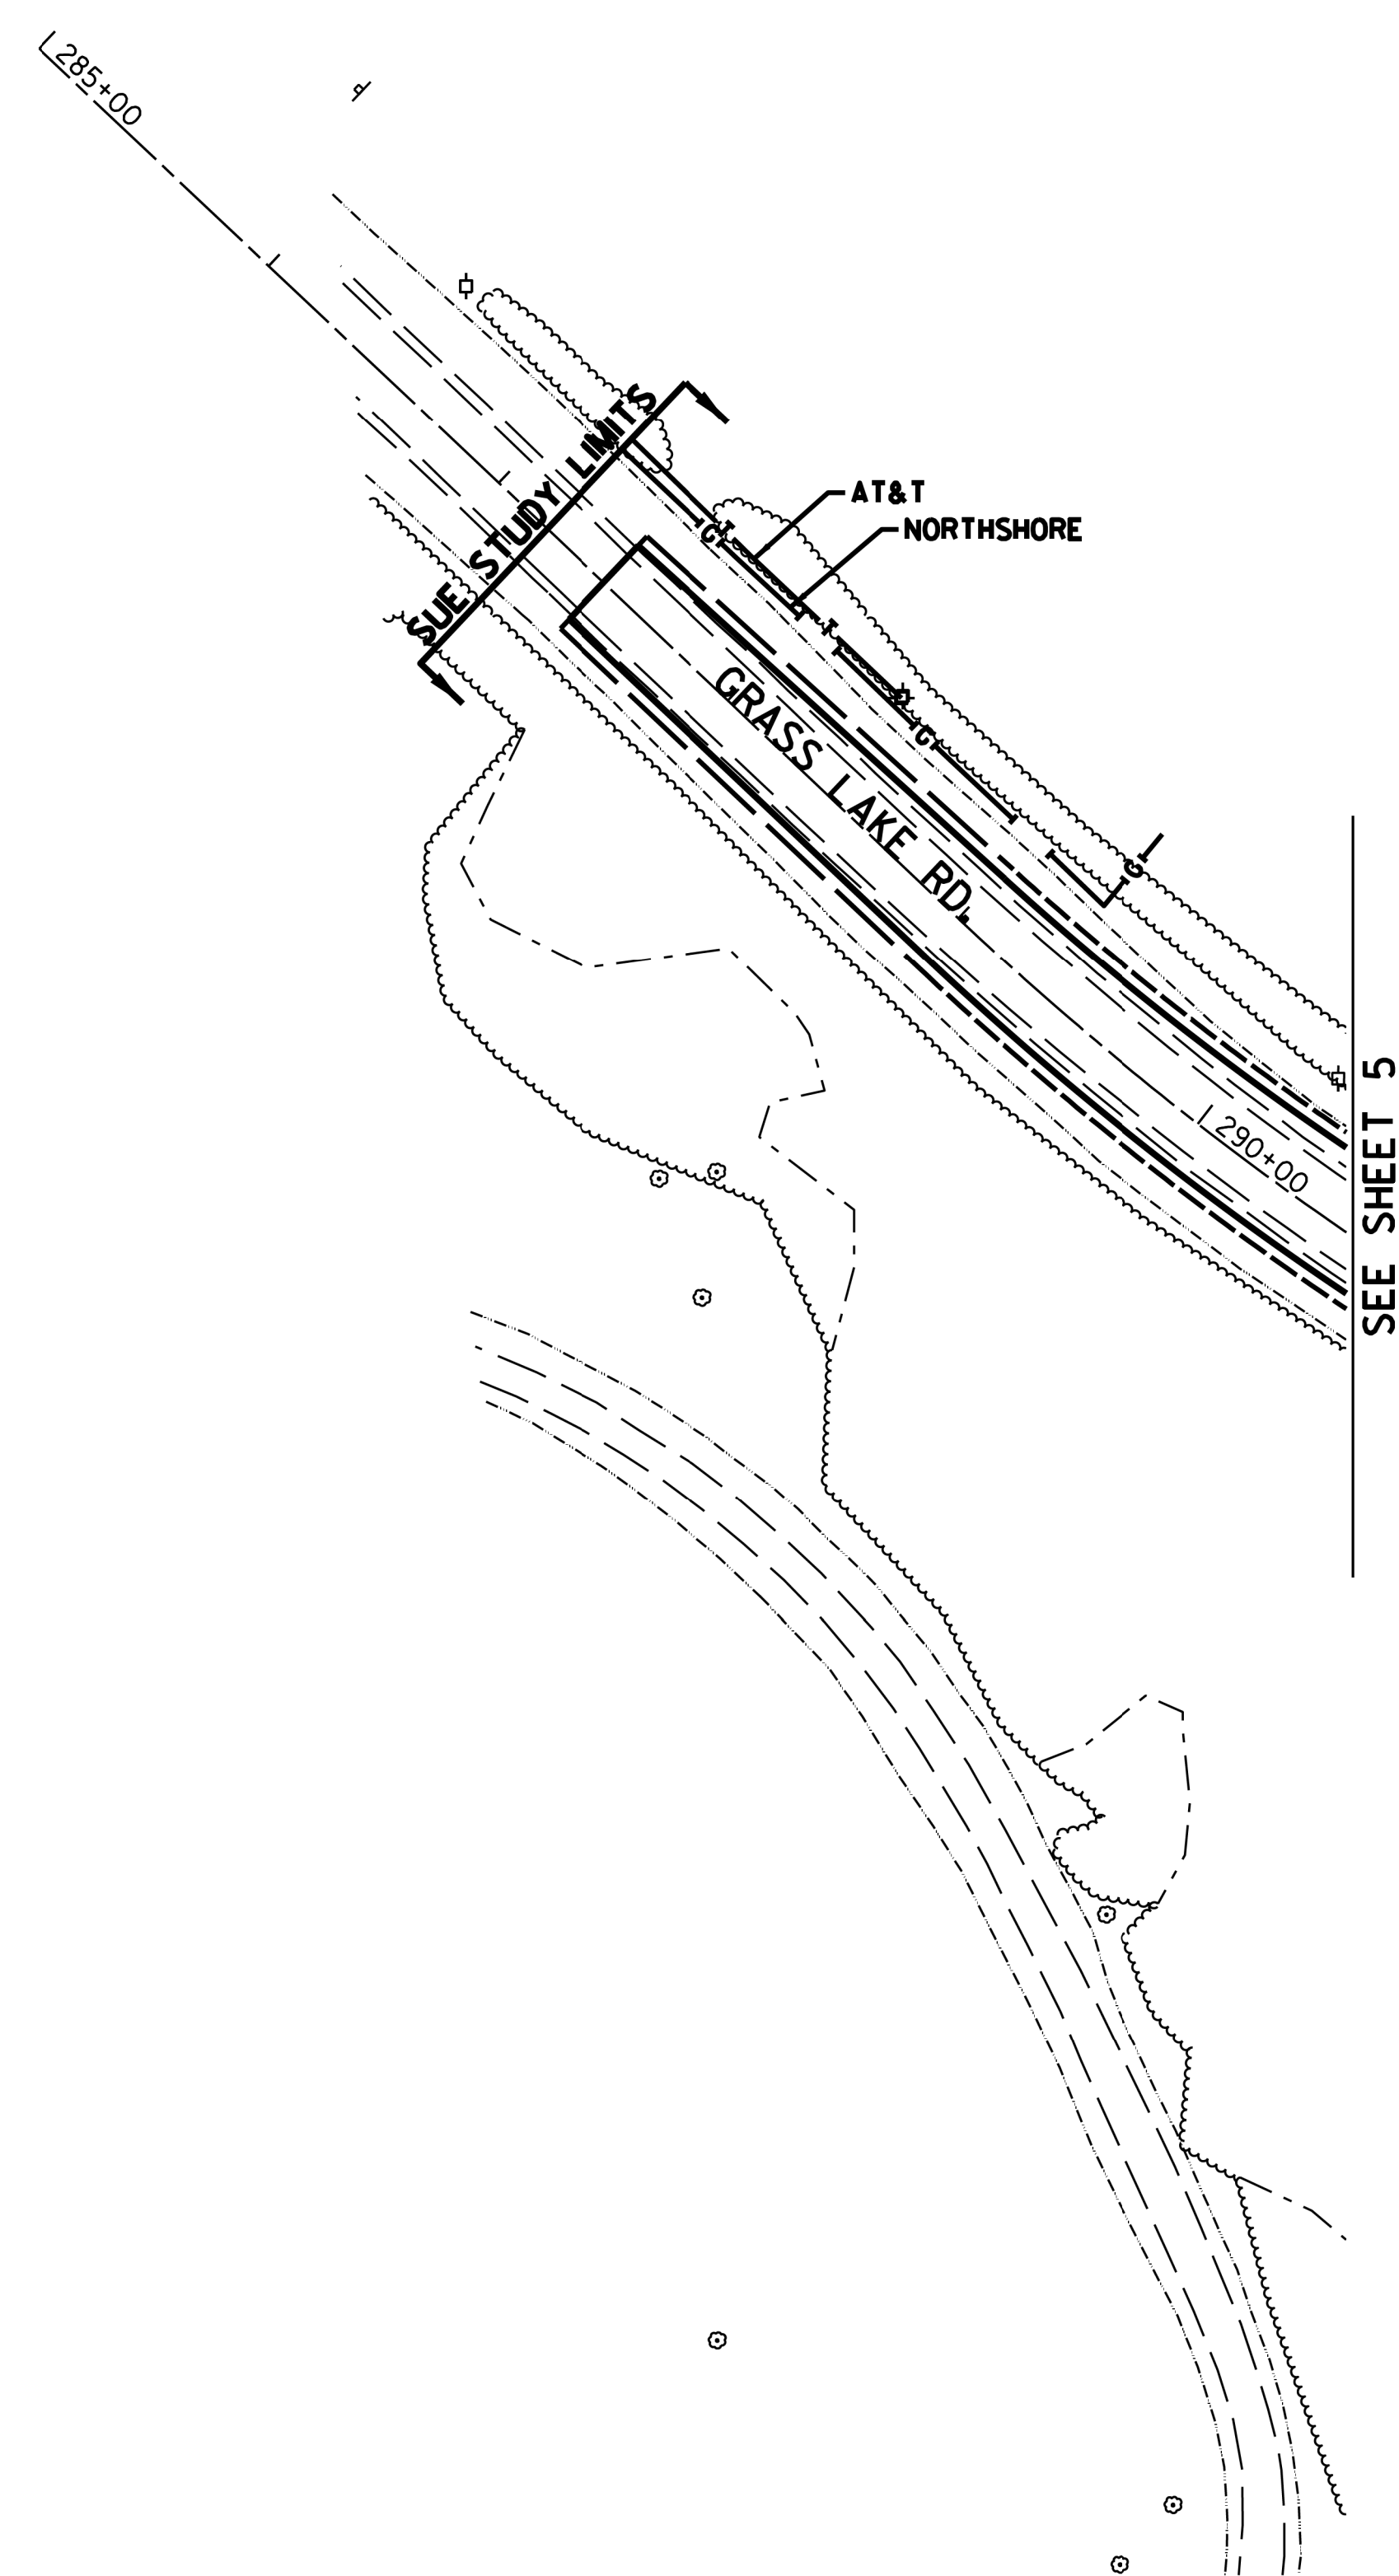 285+00
SUE STUDY LIMITS
AT&T
NORTHSHORE
G
T
T
G
G
GRASS LAKE RD.
290+00
SEE SHEET 5